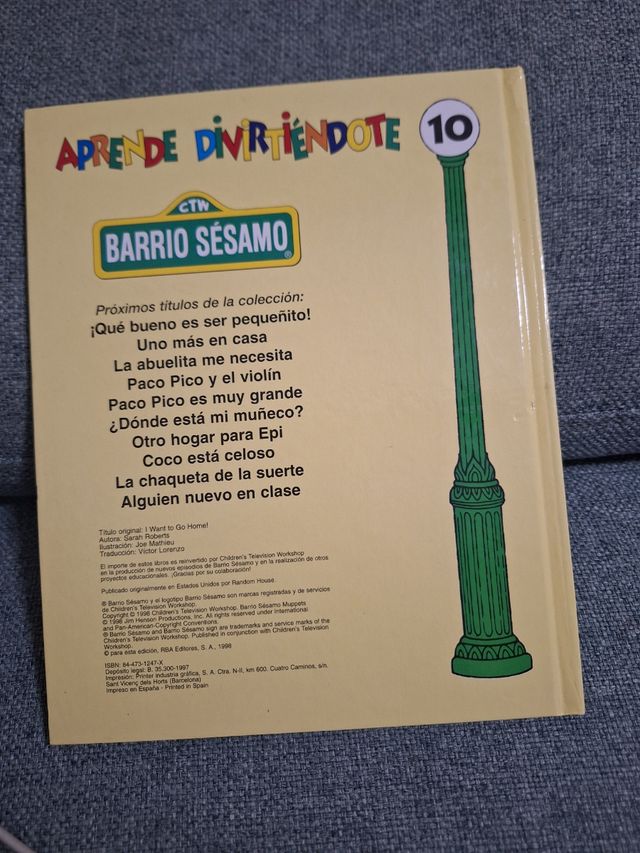 APRENDE DIVIRTIÉNDOTE
10
CTW
BARRIO SÉSAMO
Próximos títulos de la colección:
¡Qué bueno es ser pequeñito!
Uno más en casa
La abuelita me necesita
Paco Pico y el violín
Paco Pico es muy grande
¿Dónde está mi muñeco?
Otro hogar para Epi
Coco está celoso
La chaqueta de la suerte
Alguien nuevo en clase
Título original: I Want to Go Home!
Autora: Sarah Roberts
Ilustración: Joe Mathieu
Traducción: Víctor Lorenzo
El importe de estos libros es reinvertido por Children's Television Workshop
en la producción de nuevos episodios de Barrio Sésamo y en la realización de otros
proyectos educacionales. ¡Gracias por su colaboración!
Publicado originalmente en Estados Unidos por Random House.
® Barrio Sésamo y el logotipo Barrio Sésamo son marcas registradas y de servicios
de Children's Television Workshop.
Copyright © 1998 Children's Television Workshop. Barrio Sésamo Muppets
© 1998 Jim Henson Productions, Inc. All rights reserved under International
and Pan-American Copyright Conventions.
® Barrio Sésamo and Barrio Sésamo sign are trademarks and service marks of the
Children's Television Workshop. Published in conjunction with Children's Television
Workshop.
© para esta edición, RBA Editores, S. A., 1998
ISBN: 84-473-1247-X
Depósito legal: B. 35.300-1997
Impresión: Printer industria gráfica, S. A. Ctra. N-II, km 600. Cuatro Caminos, s/n.
Sant Vicenç dels Horts (Barcelona)
Impreso en España - Printed in Spain